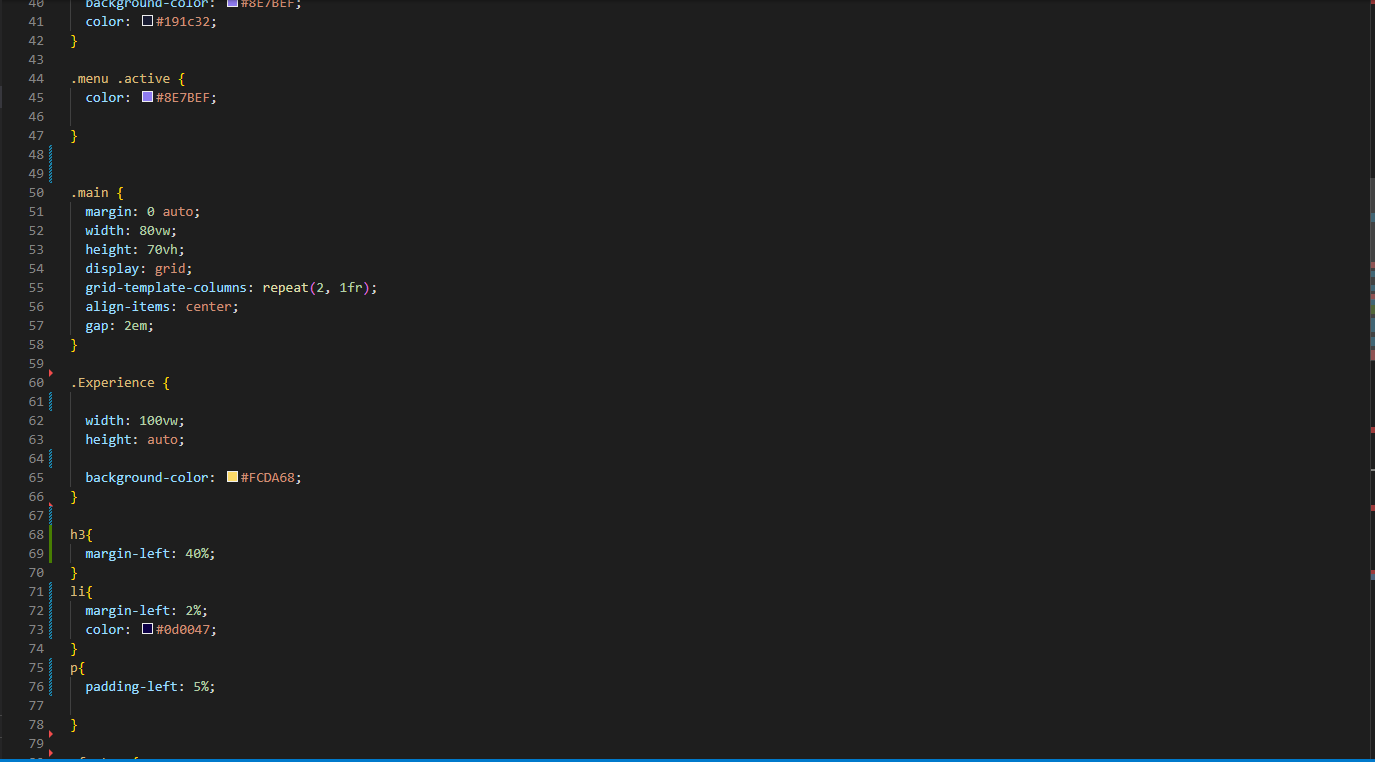 40 background-color: #8E7BEF;
41 color: #191c32;
42 }
43
44 .menu .active {
45 color: #8E7BEF;
46
47 }
48
49
50 .main {
51 margin: 0 auto;
52 width: 80vw;
53 height: 70vh;
54 display: grid;
55 grid-template-columns: repeat(2, 1fr);
56 align-items: center;
57 gap: 2em;
58 }
59
60 .Experience {
61
62 width: 100vw;
63 height: auto;
64
65 background-color: #FCDA68;
66 }
67
68 h3{
69 margin-left: 40%;
70 }
71 li{
72 margin-left: 2%;
73 color: #0d0047;
74 }
75 p{
76 padding-left: 5%;
77
78 }
79